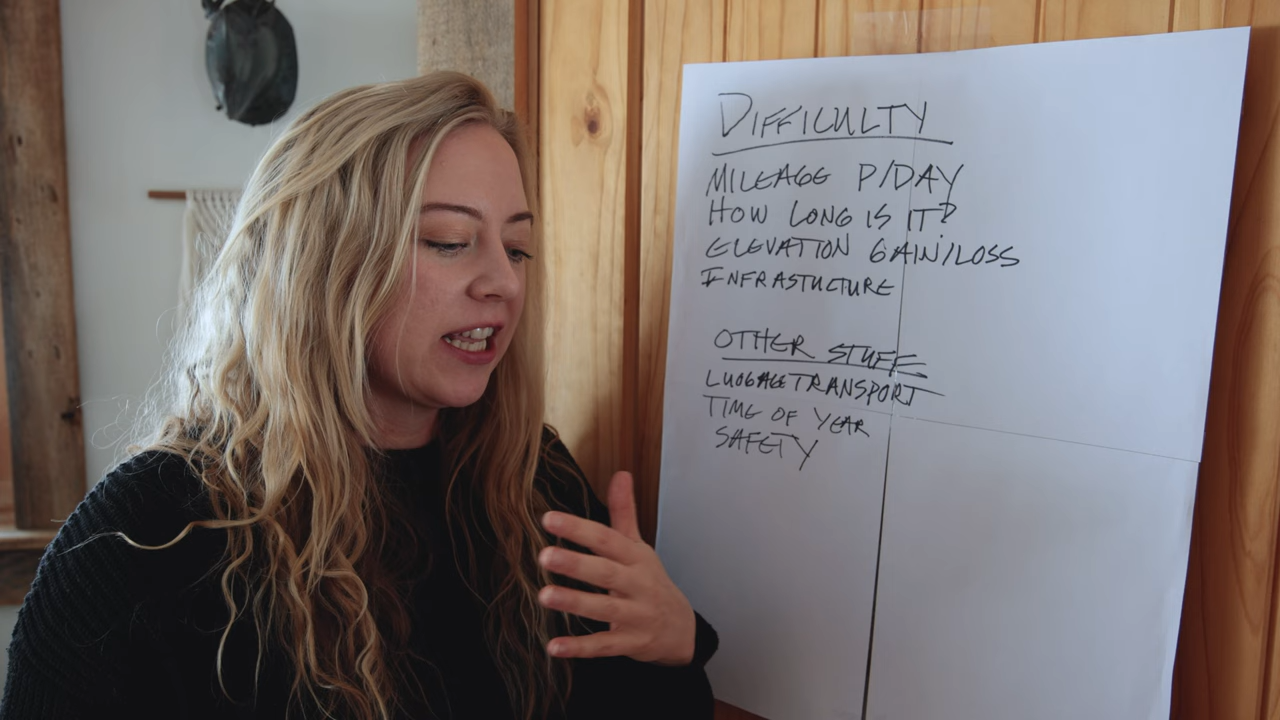 DIFFICULTY
MILEAGE P/DAY
HOW LONG IS IT?
ELEVATION GAIN/LOSS
INFRASTUCTURE
OTHER STUFF
LUGGAGE TRANSPORT
TIME OF YEAR
SAFETY